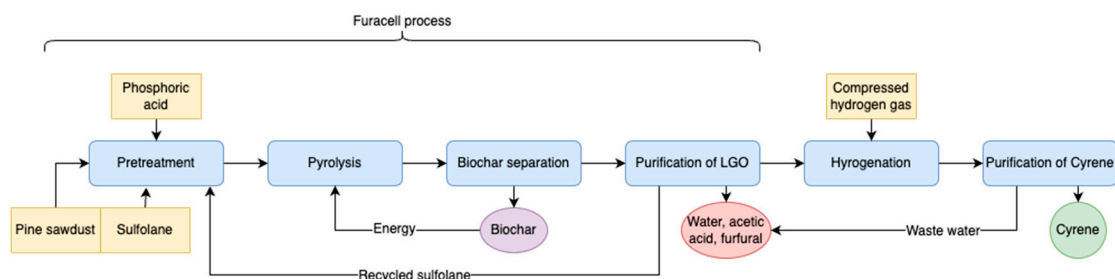 Furacell process
Phosphoric
acid
Compressed
hydrogen gas
Pretreatment
Pyrolysis
Biochar separation
Purification of LGO
Hyrogenation
Purification of Cyrene
Pine sawdust
Sulfolane
Energy
Biochar
Water, acetic
acid, furfural
Waste water
Cyrene
Recycled sulfolane